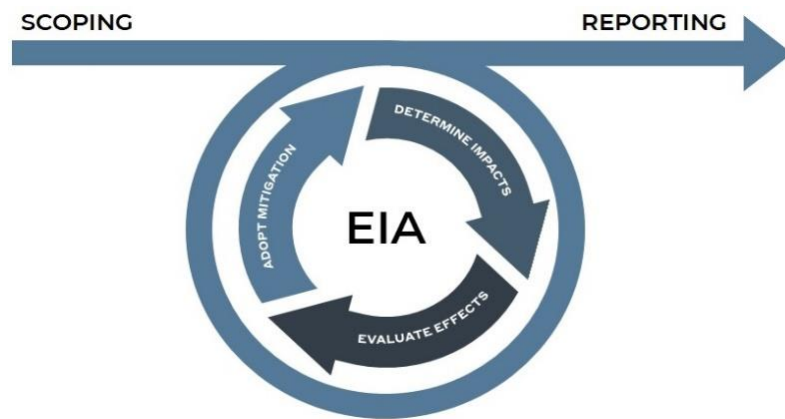 SCOPING
REPORTING
DETERMINE IMPACTS
ADOPT MITIGATION
EIA
EVALUATE EFFECTS